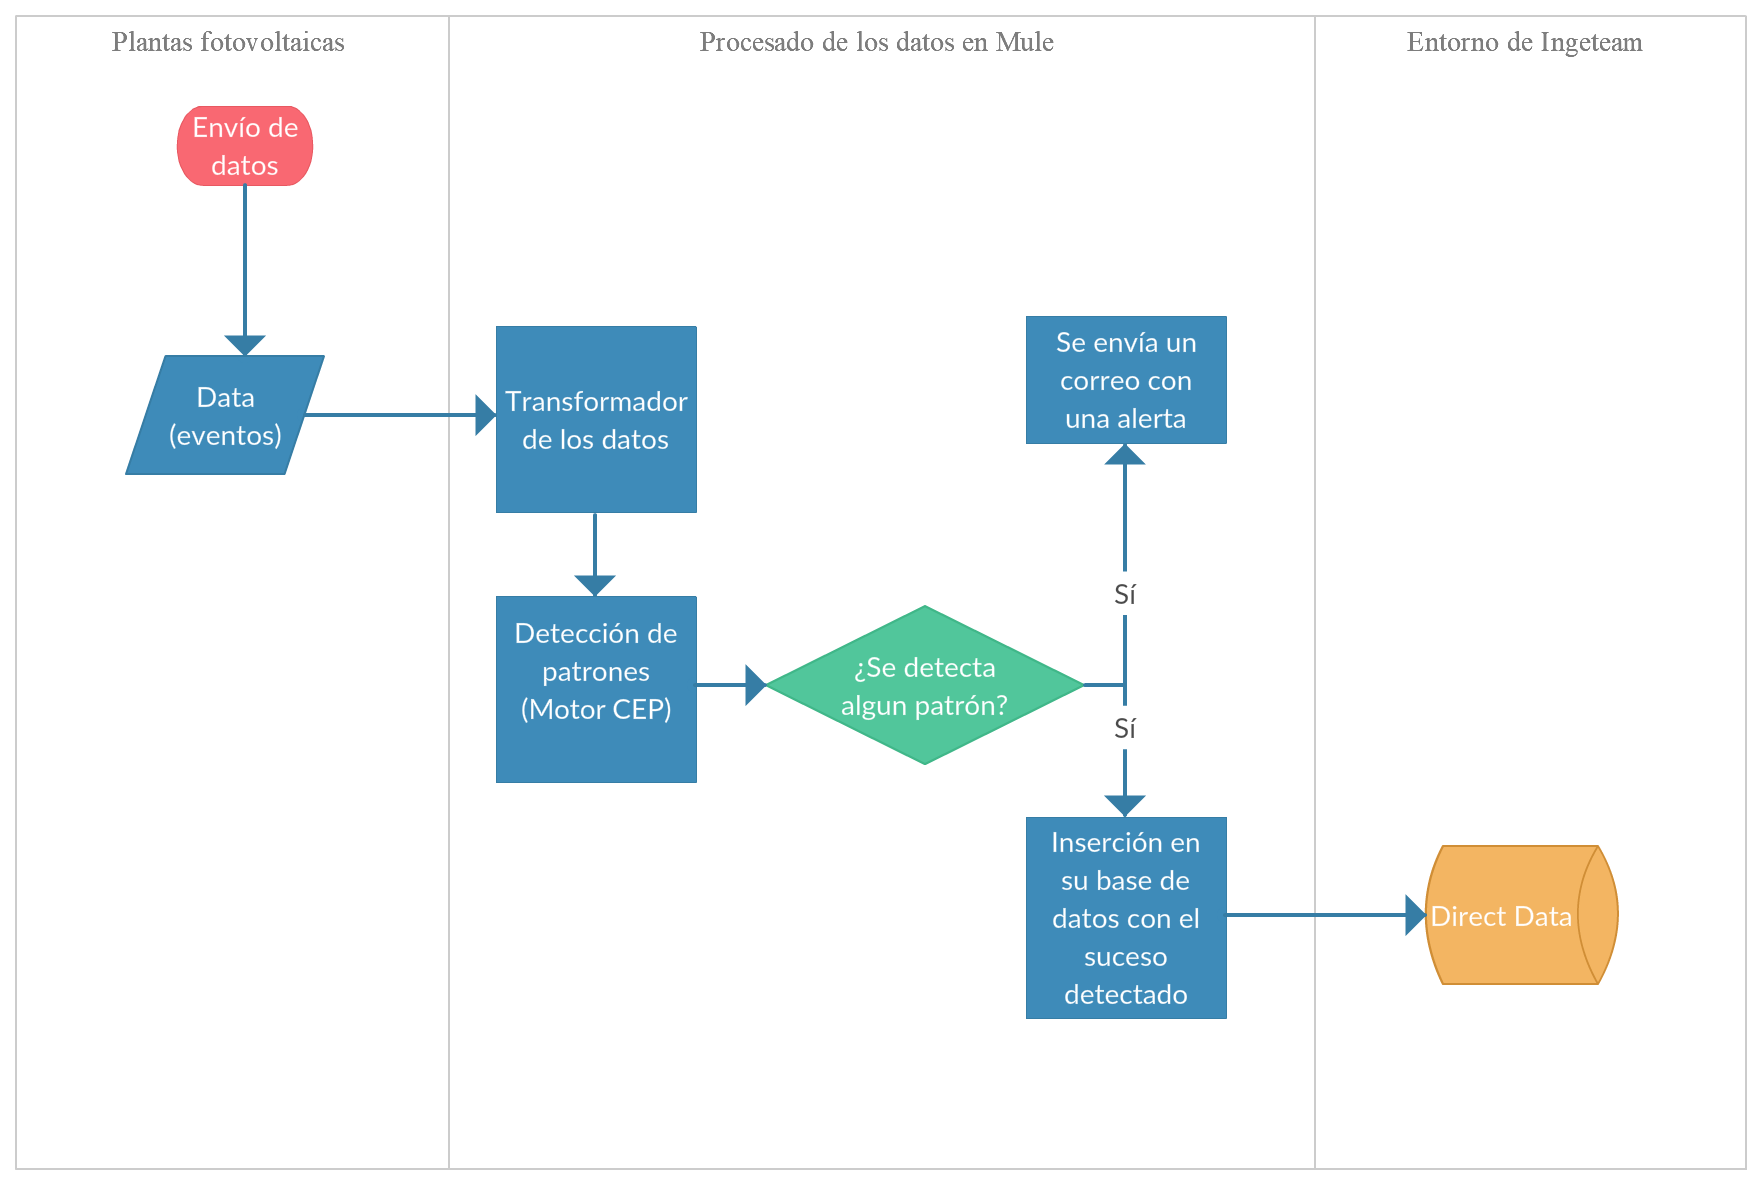 Plantas fotovoltaicas
Procesado de los datos en Mule
Entorno de Ingeteam
Envío de
datos
Data
(eventos)
Transformador
de los datos
Detección de
patrones
(Motor CEP)
¿Se detecta
algun patrón?
Sí
Se envía un
correo con
una alerta
Sí
Inserción en
su base de
datos con el
suceso
detectado
Direct Data